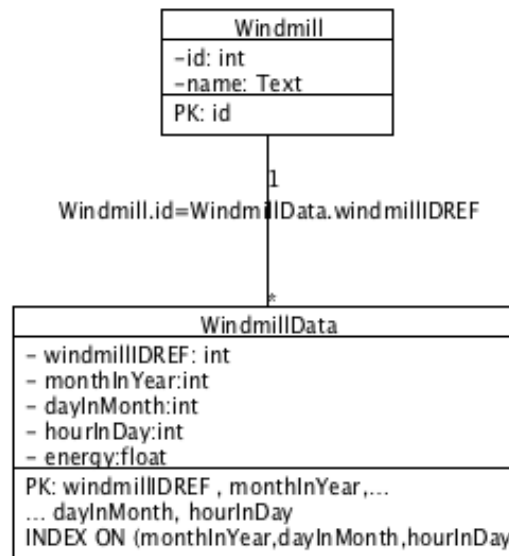 Windmill
-id: int
-name: Text
PK: id
1
Windmill.id=WindmillData.windmillIDREF
*
WindmillData
- windmillIDREF: int
- monthInYear:int
- dayInMonth:int
- hourInDay:int
- energy:float
PK: windmillIDREF , monthInYear,...
... dayInMonth, hourInDay
INDEX ON (monthInYear,dayInMonth,hourInDay